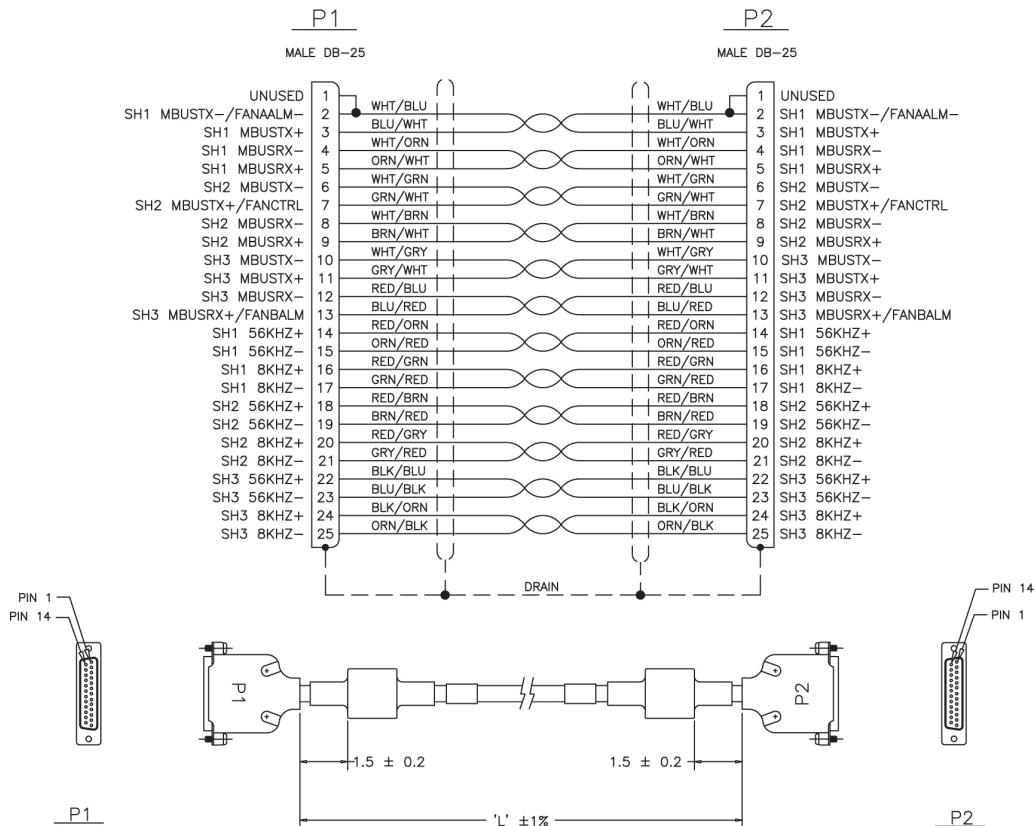 P1
MALE DB-25
P2
MALE DB-25
UNUSED 1 1 UNUSED
SH1 MBUSTX-/FANAALM- 2 WHT/BLU WHT/BLU 2 SH1 MBUSTX-/FANAALM-
SH1 MBUSTX+ 3 BLU/WHT BLU/WHT 3 SH1 MBUSTX+
SH1 MBUSRX- 4 WHT/ORN WHT/ORN 4 SH1 MBUSRX-
SH1 MBUSRX+ 5 ORN/WHT ORN/WHT 5 SH1 MBUSRX+
SH2 MBUSTX- 6 WHT/GRN WHT/GRN 6 SH2 MBUSTX-
SH2 MBUSTX+/FANCTRL 7 GRN/WHT GRN/WHT 7 SH2 MBUSTX+/FANCTRL
SH2 MBUSRX- 8 WHT/BRN WHT/BRN 8 SH2 MBUSRX-
SH2 MBUSRX+ 9 BRN/WHT BRN/WHT 9 SH2 MBUSRX+
SH3 MBUSTX- 10 WHT/GRY WHT/GRY 10 SH3 MBUSTX-
SH3 MBUSTX+ 11 GRY/WHT GRY/WHT 11 SH3 MBUSTX+
SH3 MBUSRX- 12 RED/BLU RED/BLU 12 SH3 MBUSRX-
SH3 MBUSRX+/FANBALM 13 BLU/RED BLU/RED 13 SH3 MBUSRX+/FANBALM
SH1 56KHZ+ 14 RED/ORN RED/ORN 14 SH1 56KHZ+
SH1 56KHZ- 15 ORN/RED ORN/RED 15 SH1 56KHZ-
SH1 8KHZ+ 16 RED/GRN RED/GRN 16 SH1 8KHZ+
SH1 8KHZ- 17 GRN/RED GRN/RED 17 SH1 8KHZ-
SH2 56KHZ+ 18 RED/BRN RED/BRN 18 SH2 56KHZ+
SH2 56KHZ- 19 BRN/RED BRN/RED 19 SH2 56KHZ-
SH2 8KHZ+ 20 RED/GRY RED/GRY 20 SH2 8KHZ+
SH2 8KHZ- 21 GRY/RED GRY/RED 21 SH2 8KHZ-
SH3 56KHZ+ 22 BLK/BLU BLK/BLU 22 SH3 56KHZ+
SH3 56KHZ- 23 BLU/BLK BLU/BLK 23 SH3 56KHZ-
SH3 8KHZ+ 24 BLK/ORN BLK/ORN 24 SH3 8KHZ+
SH3 8KHZ- 25 ORN/BLK ORN/BLK 25 SH3 8KHZ-
DRAIN
PIN 1
PIN 14
PIN 14
PIN 1
P1
P2
1.5 ± 0.2
1.5 ± 0.2
'L' ±1%
P1
P2